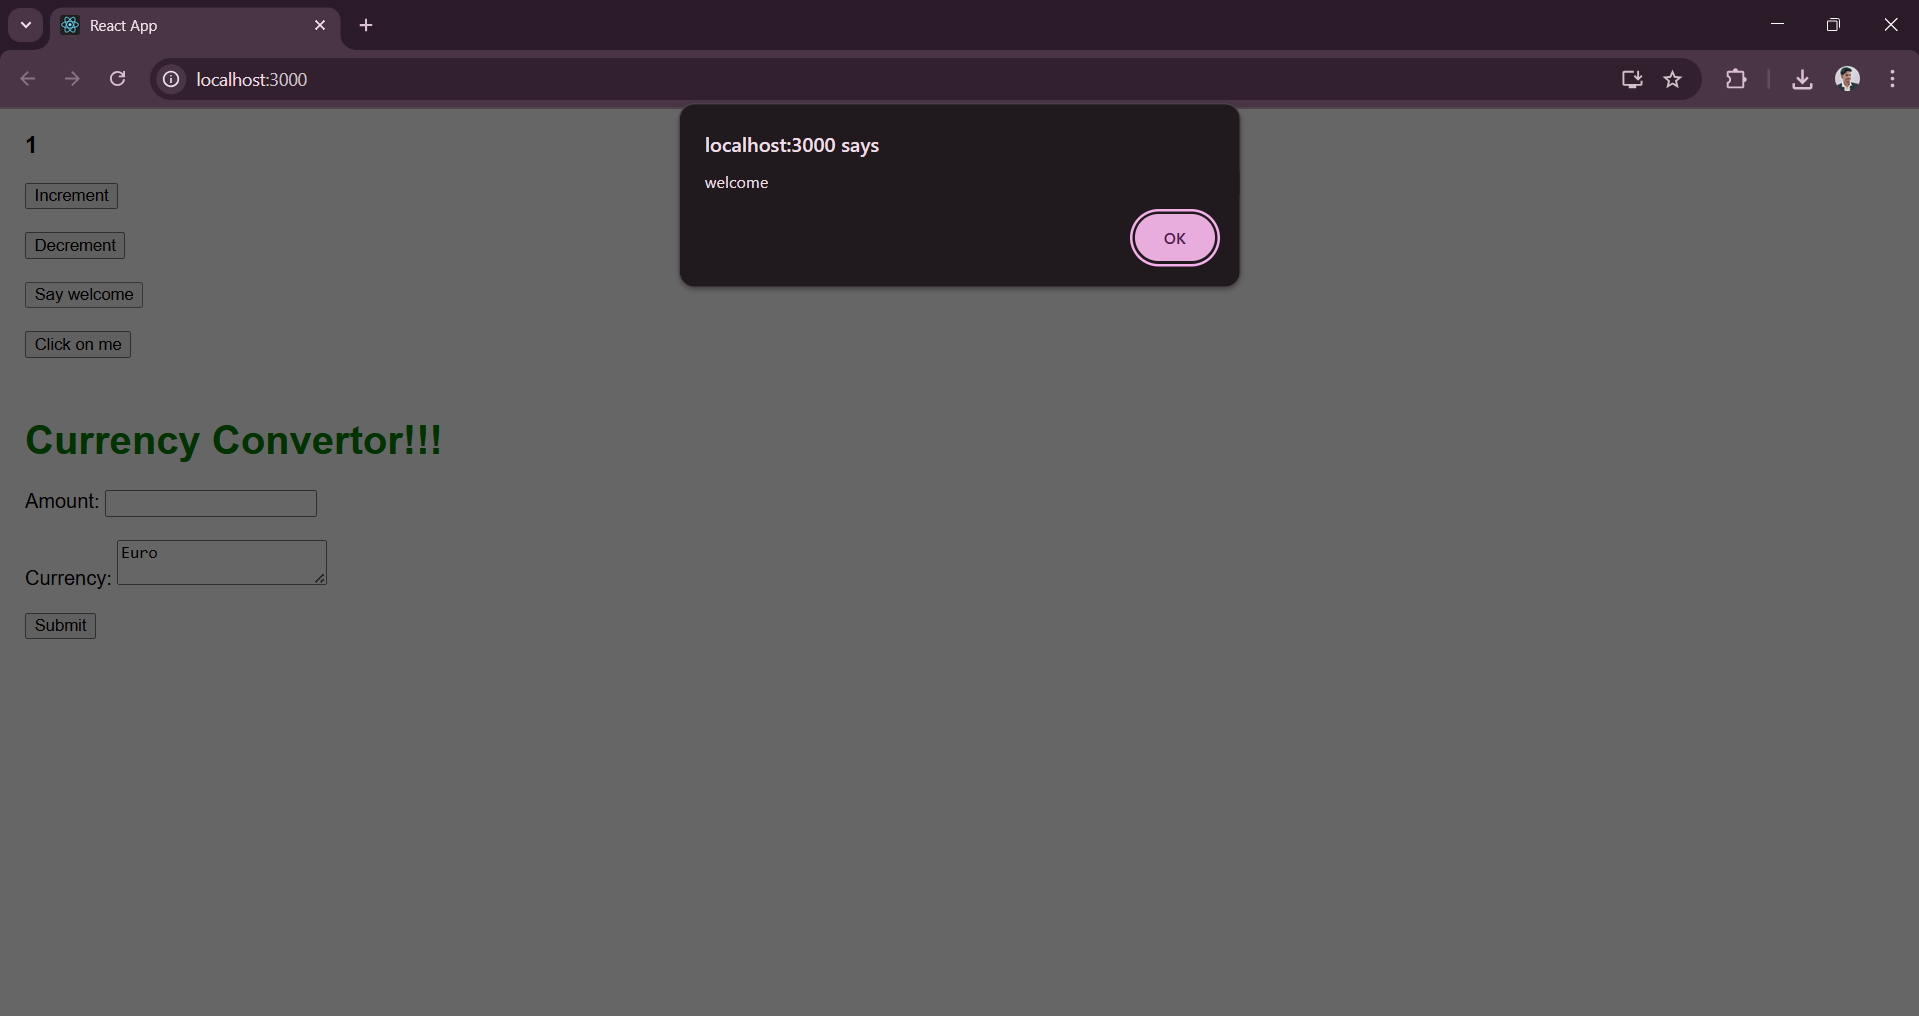 React App
localhost:3000
localhost:3000 says
welcome
OK
1
Increment
Decrement
Say welcome
Click on me
Currency Convertor!!!
Amount:
Euro
Currency:
Submit